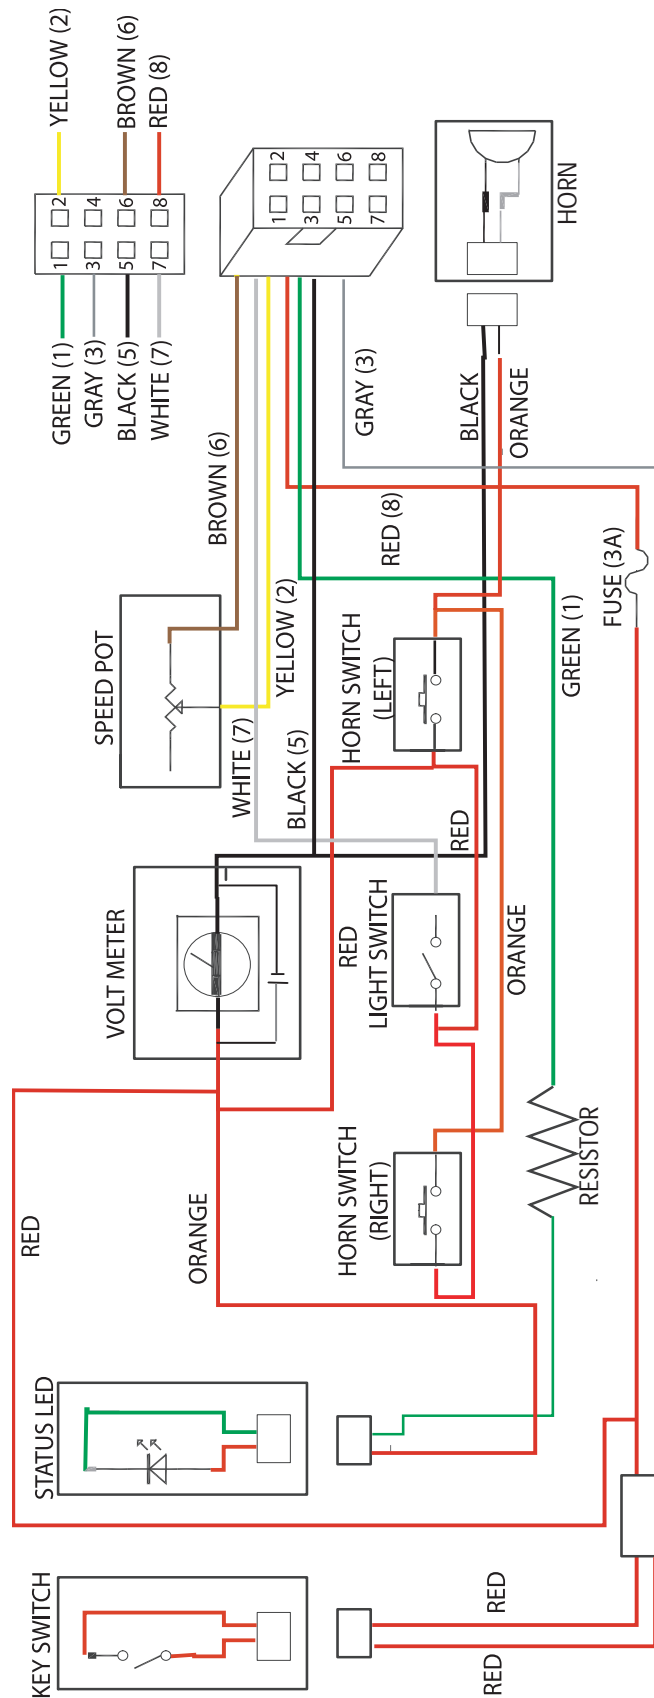 YELLOW (2)
BROWN (6)
RED (8)
2
4
6
8
1
3
5
7
GREEN (1)
GRAY (3)
BLACK (5)
WHITE (7)
2
4
6
8
1
3
5
7
HORN
BROWN (6)
GRAY (3)
BLACK
ORANGE
RED (8)
FUSE (3A)
SPEED POT
YELLOW (2)
WHITE (7)
BLACK (5)
HORN SWITCH
(LEFT)
GREEN (1)
RED
VOLT METER
RED
LIGHT SWITCH
ORANGE
RESISTOR
HORN SWITCH
(RIGHT)
RED
ORANGE
STATUS LED
KEY SWITCH
RED
RED